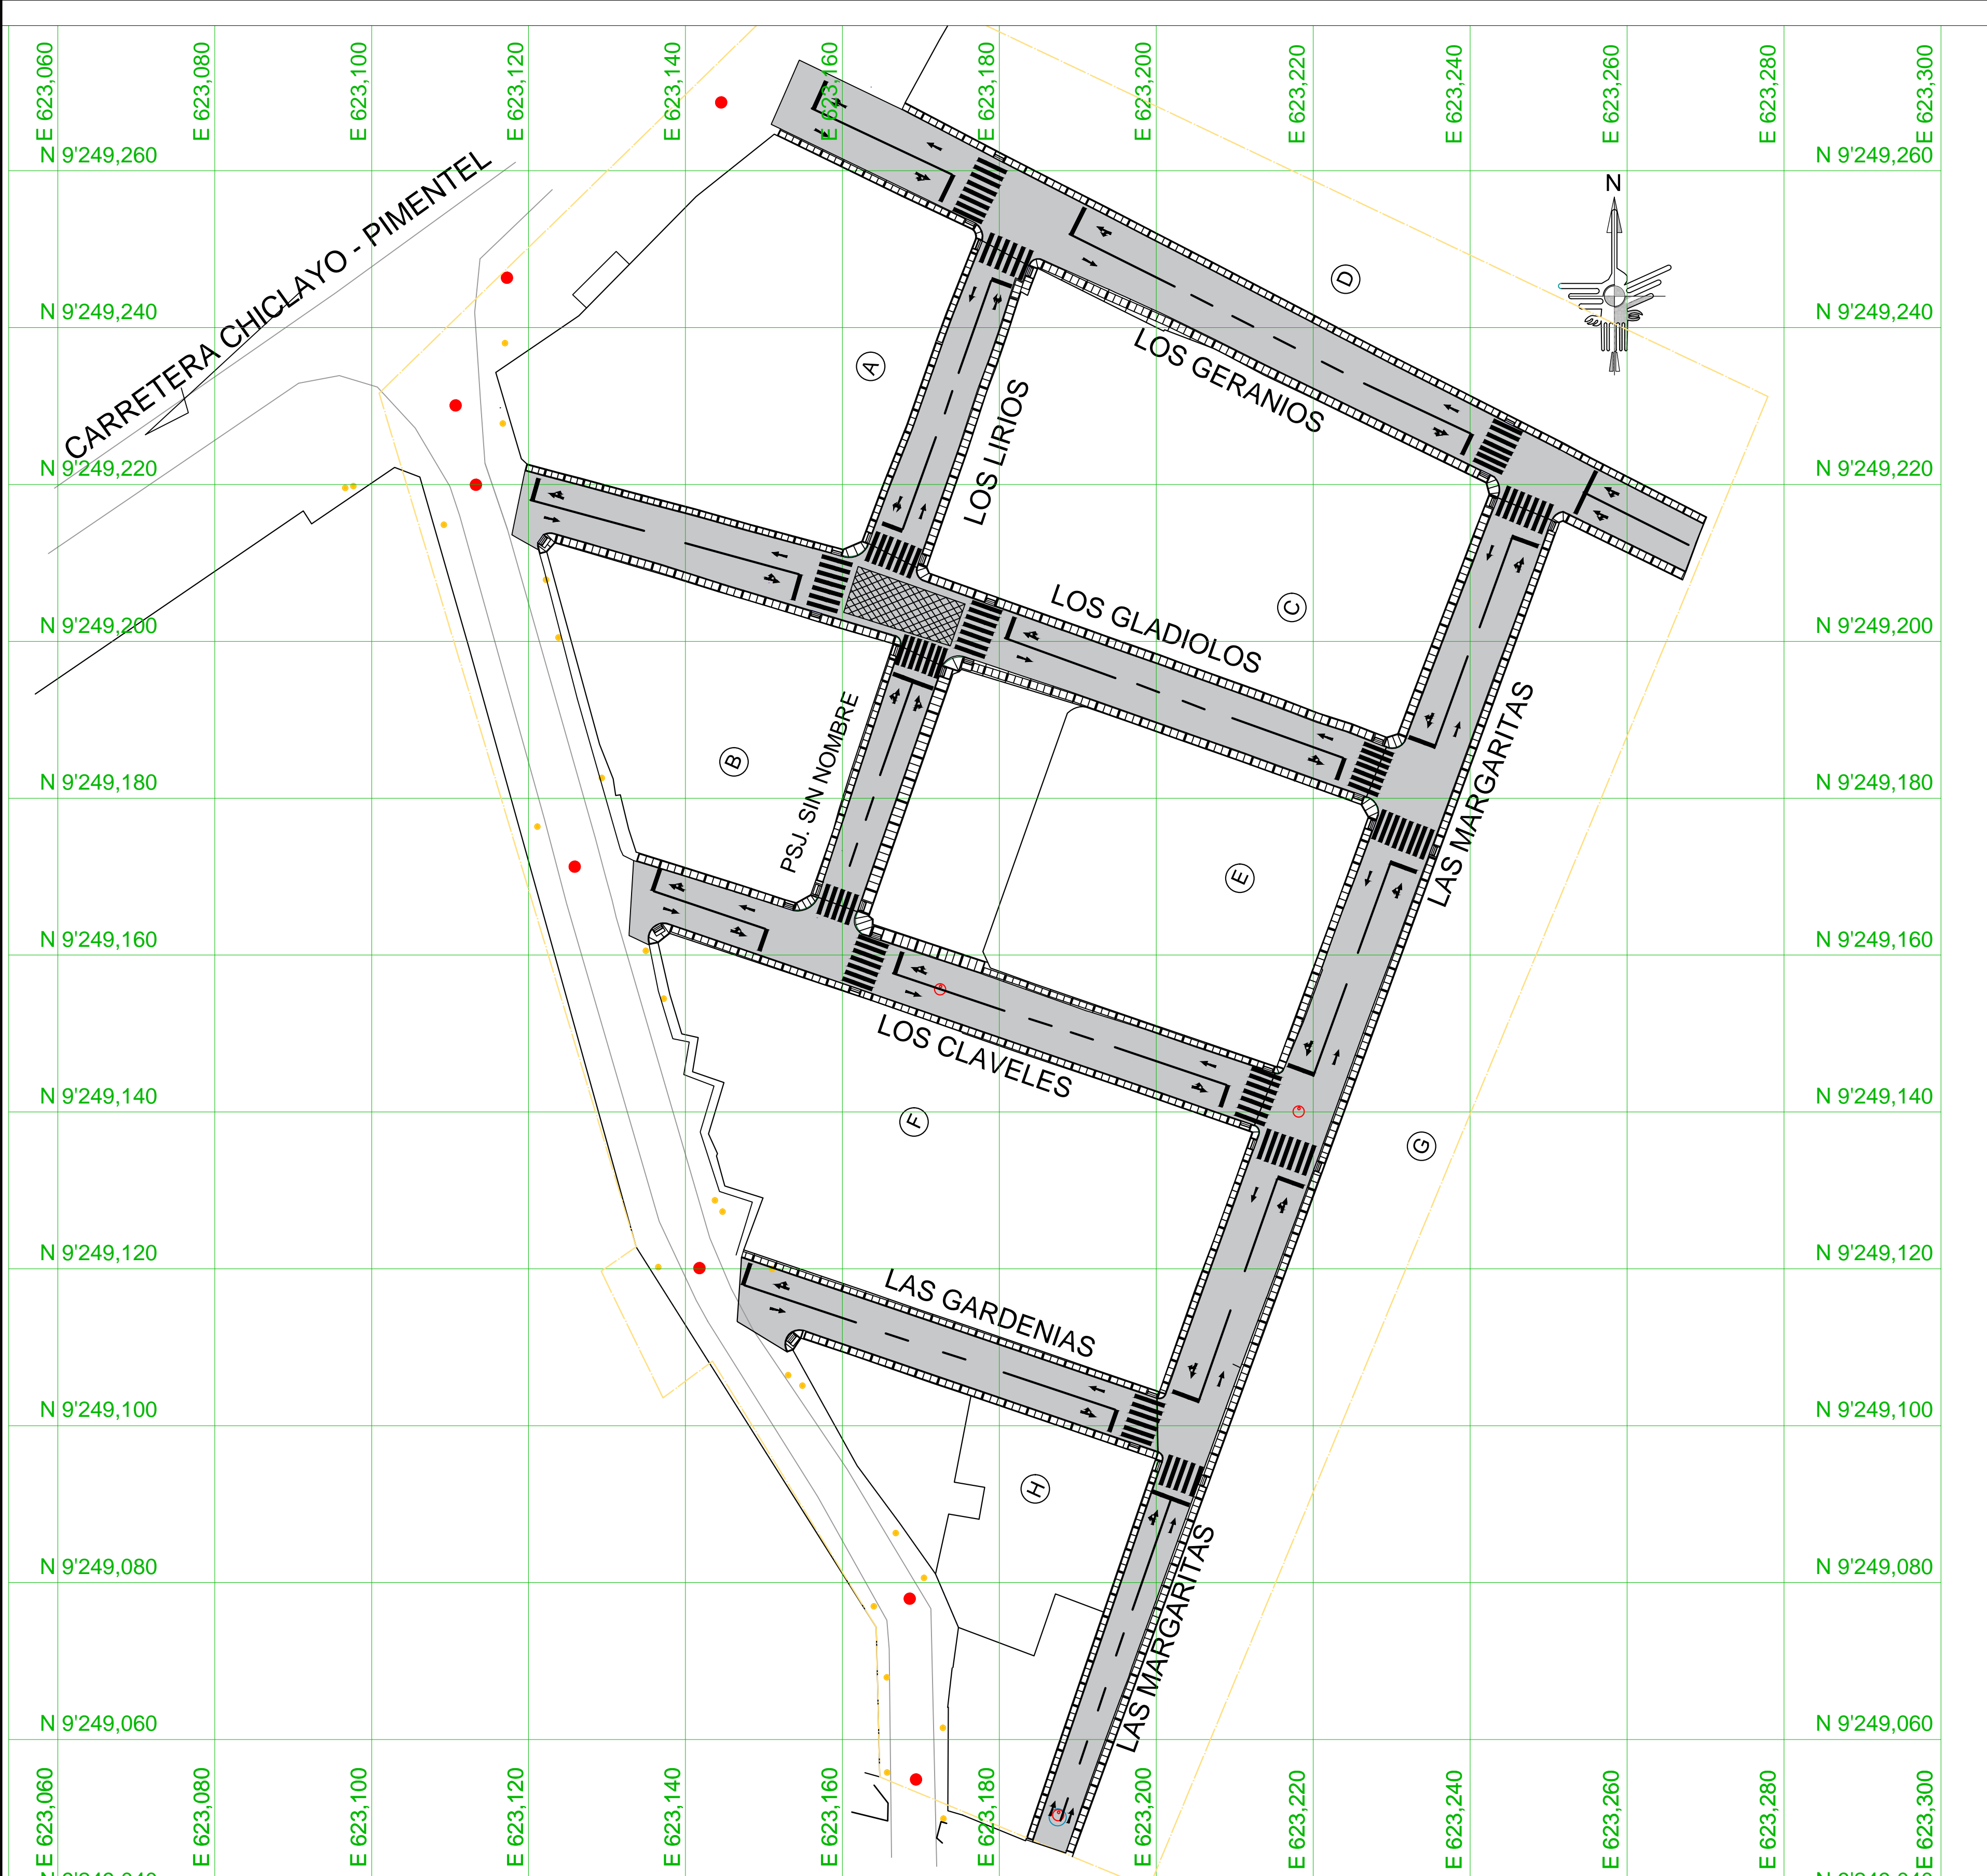 E 623,060
E 623,080
E 623,100
E 623,120
E 623,140
E 623,160
E 623,180
E 623,200
E 623,220
E 623,240
E 623,260
E 623,280
E 623,300
N 9'249,260
N 9'249,260
CARRETERA CHICLAYO - PIMENTEL
N
D
N 9'249,240
N 9'249,240
A
LOS GERANIOS
LOS LIRIOS
N 9'249,220
N 9'249,220
LOS GLADIOLOS
C
N 9'249,200
N 9'249,200
PSJ. SIN NOMBRE
LAS MARGARITAS
B
N 9'249,180
N 9'249,180
E
N 9'249,160
N 9'249,160
LOS CLAVELES
N 9'249,140
N 9'249,140
F
G
N 9'249,120
N 9'249,120
LAS GARDENIAS
N 9'249,100
N 9'249,100
H
N 9'249,080
N 9'249,080
LAS MARGARITAS
N 9'249,060
N 9'249,060
E 623,060
E 623,080
E 623,100
E 623,120
E 623,140
E 623,160
E 623,180
E 623,200
E 623,220
E 623,240
E 623,260
E 623,280
E 623,300